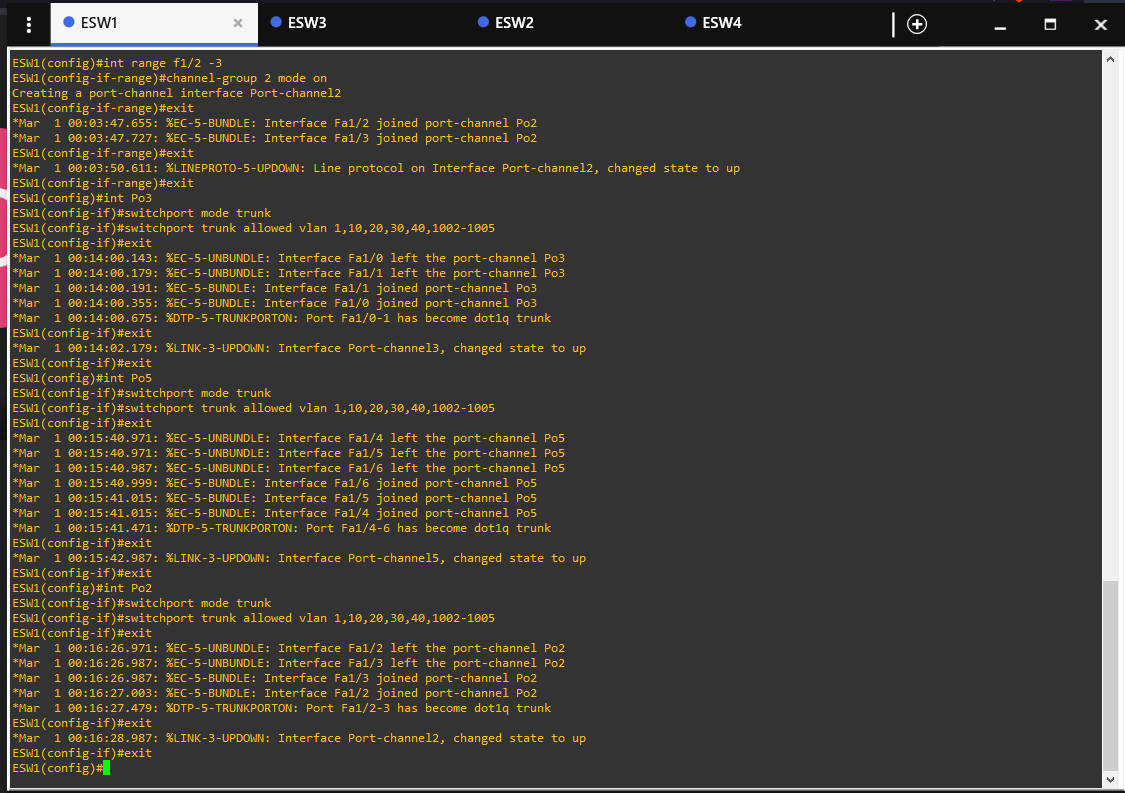 ESW1 × ESW3 ESW2 ESW4
ESW1(config)#int range f1/2 -3
ESW1(config-if-range)#channel-group 2 mode on
Creating a port-channel interface Port-channel2
ESW1(config-if-range)#exit
*Mar  1 00:03:47.655: %EC-5-BUNDLE: Interface Fa1/2 joined port-channel Po2
*Mar  1 00:03:47.727: %EC-5-BUNDLE: Interface Fa1/3 joined port-channel Po2
ESW1(config-if-range)#exit
*Mar  1 00:03:50.611: %LINEPROTO-5-UPDOWN: Line protocol on Interface Port-channel2, changed state to up
ESW1(config-if-range)#exit
ESW1(config)#int Po3
ESW1(config-if)#switchport mode trunk
ESW1(config-if)#switchport trunk allowed vlan 1,10,20,30,40,1002-1005
ESW1(config-if)#exit
*Mar  1 00:14:00.143: %EC-5-UNBUNDLE: Interface Fa1/0 left the port-channel Po3
*Mar  1 00:14:00.179: %EC-5-UNBUNDLE: Interface Fa1/1 left the port-channel Po3
*Mar  1 00:14:00.191: %EC-5-BUNDLE: Interface Fa1/1 joined port-channel Po3
*Mar  1 00:14:00.355: %EC-5-BUNDLE: Interface Fa1/0 joined port-channel Po3
*Mar  1 00:14:00.675: %DTP-5-TRUNKPORTON: Port Fa1/0-1 has become dot1q trunk
ESW1(config-if)#exit
*Mar  1 00:14:02.179: %LINK-3-UPDOWN: Interface Port-channel3, changed state to up
ESW1(config-if)#exit
ESW1(config)#int Po5
ESW1(config-if)#switchport mode trunk
ESW1(config-if)#switchport trunk allowed vlan 1,10,20,30,40,1002-1005
ESW1(config-if)#exit
*Mar  1 00:15:40.971: %EC-5-UNBUNDLE: Interface Fa1/4 left the port-channel Po5
*Mar  1 00:15:40.971: %EC-5-UNBUNDLE: Interface Fa1/5 left the port-channel Po5
*Mar  1 00:15:40.987: %EC-5-UNBUNDLE: Interface Fa1/6 left the port-channel Po5
*Mar  1 00:15:40.999: %EC-5-BUNDLE: Interface Fa1/6 joined port-channel Po5
*Mar  1 00:15:41.015: %EC-5-BUNDLE: Interface Fa1/5 joined port-channel Po5
*Mar  1 00:15:41.015: %EC-5-BUNDLE: Interface Fa1/4 joined port-channel Po5
*Mar  1 00:15:41.471: %DTP-5-TRUNKPORTON: Port Fa1/4-6 has become dot1q trunk
ESW1(config-if)#exit
*Mar  1 00:15:42.987: %LINK-3-UPDOWN: Interface Port-channel5, changed state to up
ESW1(config-if)#exit
ESW1(config)#int Po2
ESW1(config-if)#switchport mode trunk
ESW1(config-if)#switchport trunk allowed vlan 1,10,20,30,40,1002-1005
ESW1(config-if)#exit
*Mar  1 00:16:26.971: %EC-5-UNBUNDLE: Interface Fa1/2 left the port-channel Po2
*Mar  1 00:16:26.987: %EC-5-UNBUNDLE: Interface Fa1/3 left the port-channel Po2
*Mar  1 00:16:26.987: %EC-5-BUNDLE: Interface Fa1/3 joined port-channel Po2
*Mar  1 00:16:27.003: %EC-5-BUNDLE: Interface Fa1/2 joined port-channel Po2
*Mar  1 00:16:27.479: %DTP-5-TRUNKPORTON: Port Fa1/2-3 has become dot1q trunk
ESW1(config-if)#exit
*Mar  1 00:16:28.987: %LINK-3-UPDOWN: Interface Port-channel2, changed state to up
ESW1(config-if)#exit
ESW1(config)#